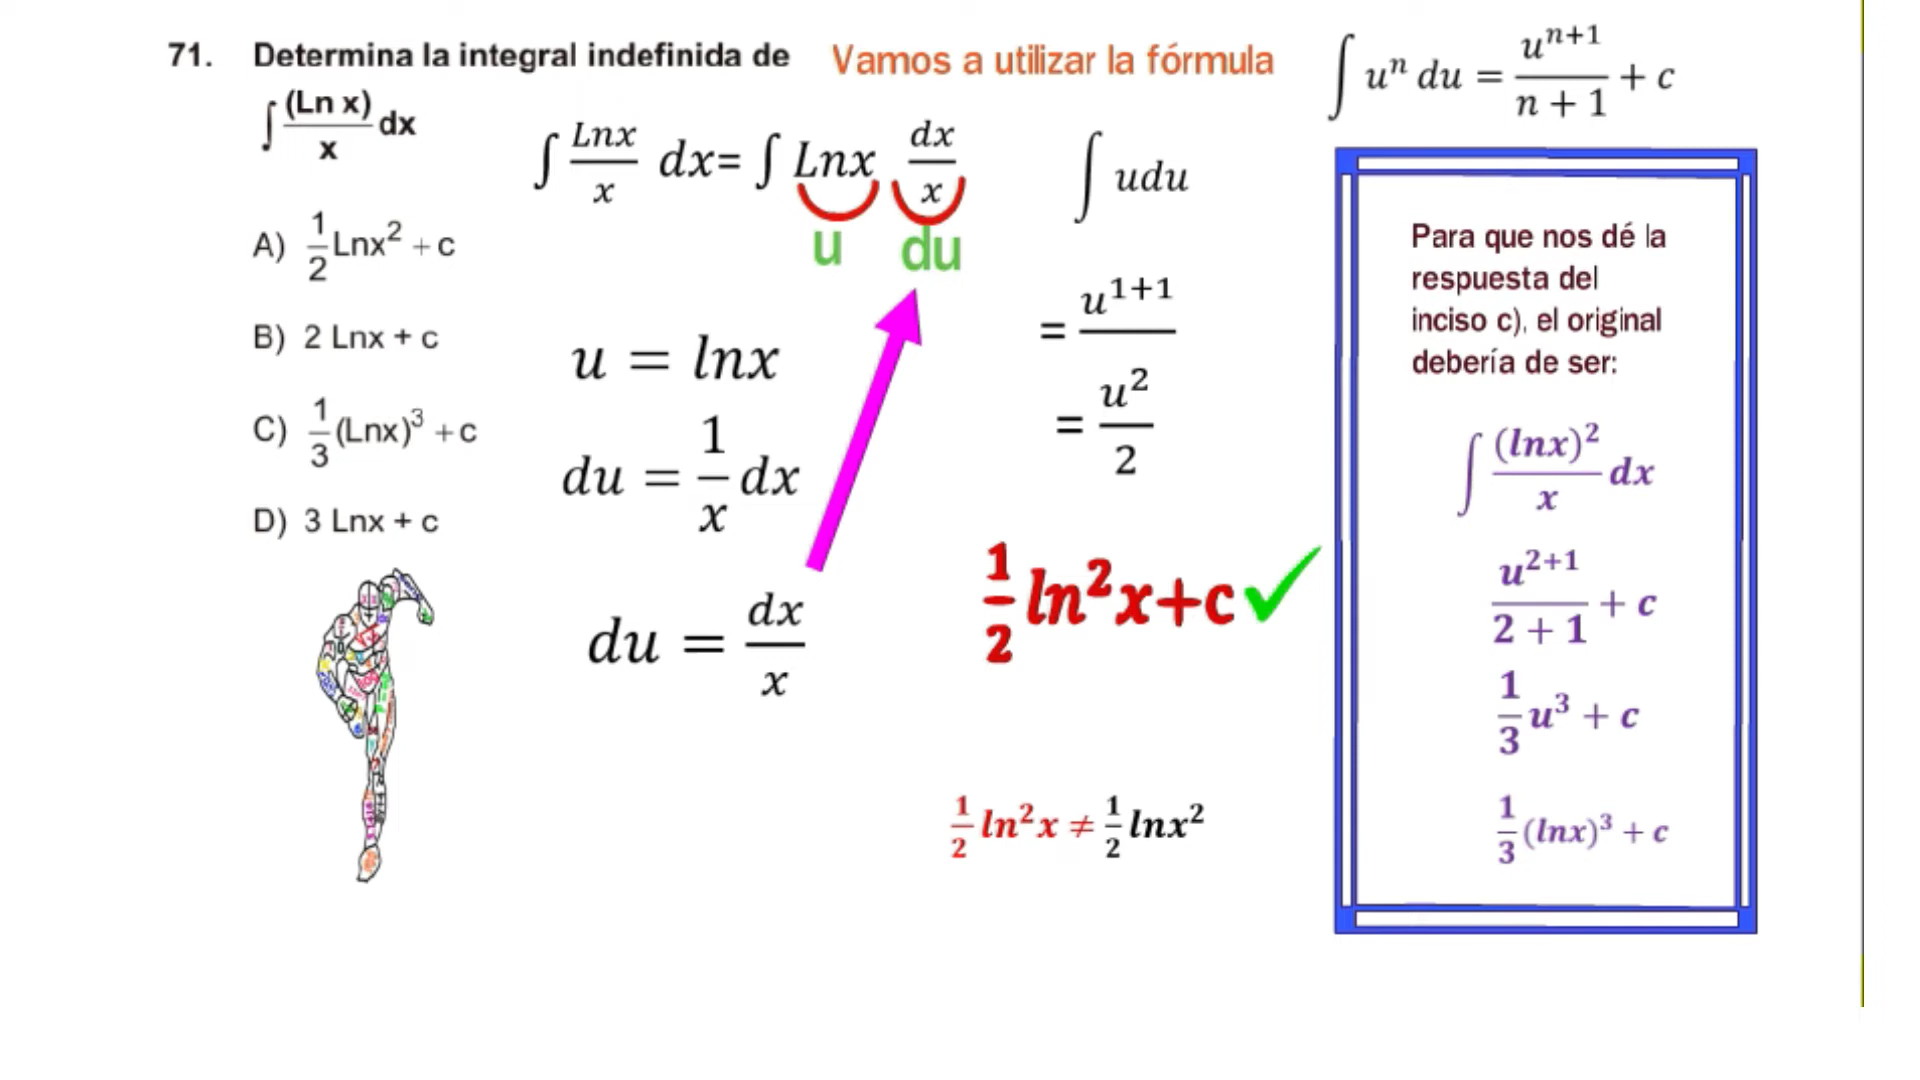 71. Determina la integral indefinida de
∫ (Ln x)/x dx
A) 1/2 Lnx² + c
B) 2 Lnx + c
C) 1/3 (Lnx)³ + c
D) 3 Lnx + c
Vamos a utilizar la fórmula
∫ uⁿ du = uⁿ⁺¹/n + 1 + c
∫ Lnx/x dx= ∫ Lnx dx/x
u du
u = lnx
du = 1/x dx
du = dx/x
∫ udu
= u¹⁺¹
= u²/2
1/2 ln²x+c
1/2 ln²x ≠ 1/2 lnx²
Para que nos dé la
respuesta del
inciso c), el original
debería de ser:
∫ (lnx)²/x dx
u²⁺¹/2 + 1 + c
1/3 u³ + c
1/3 (lnx)³ + c